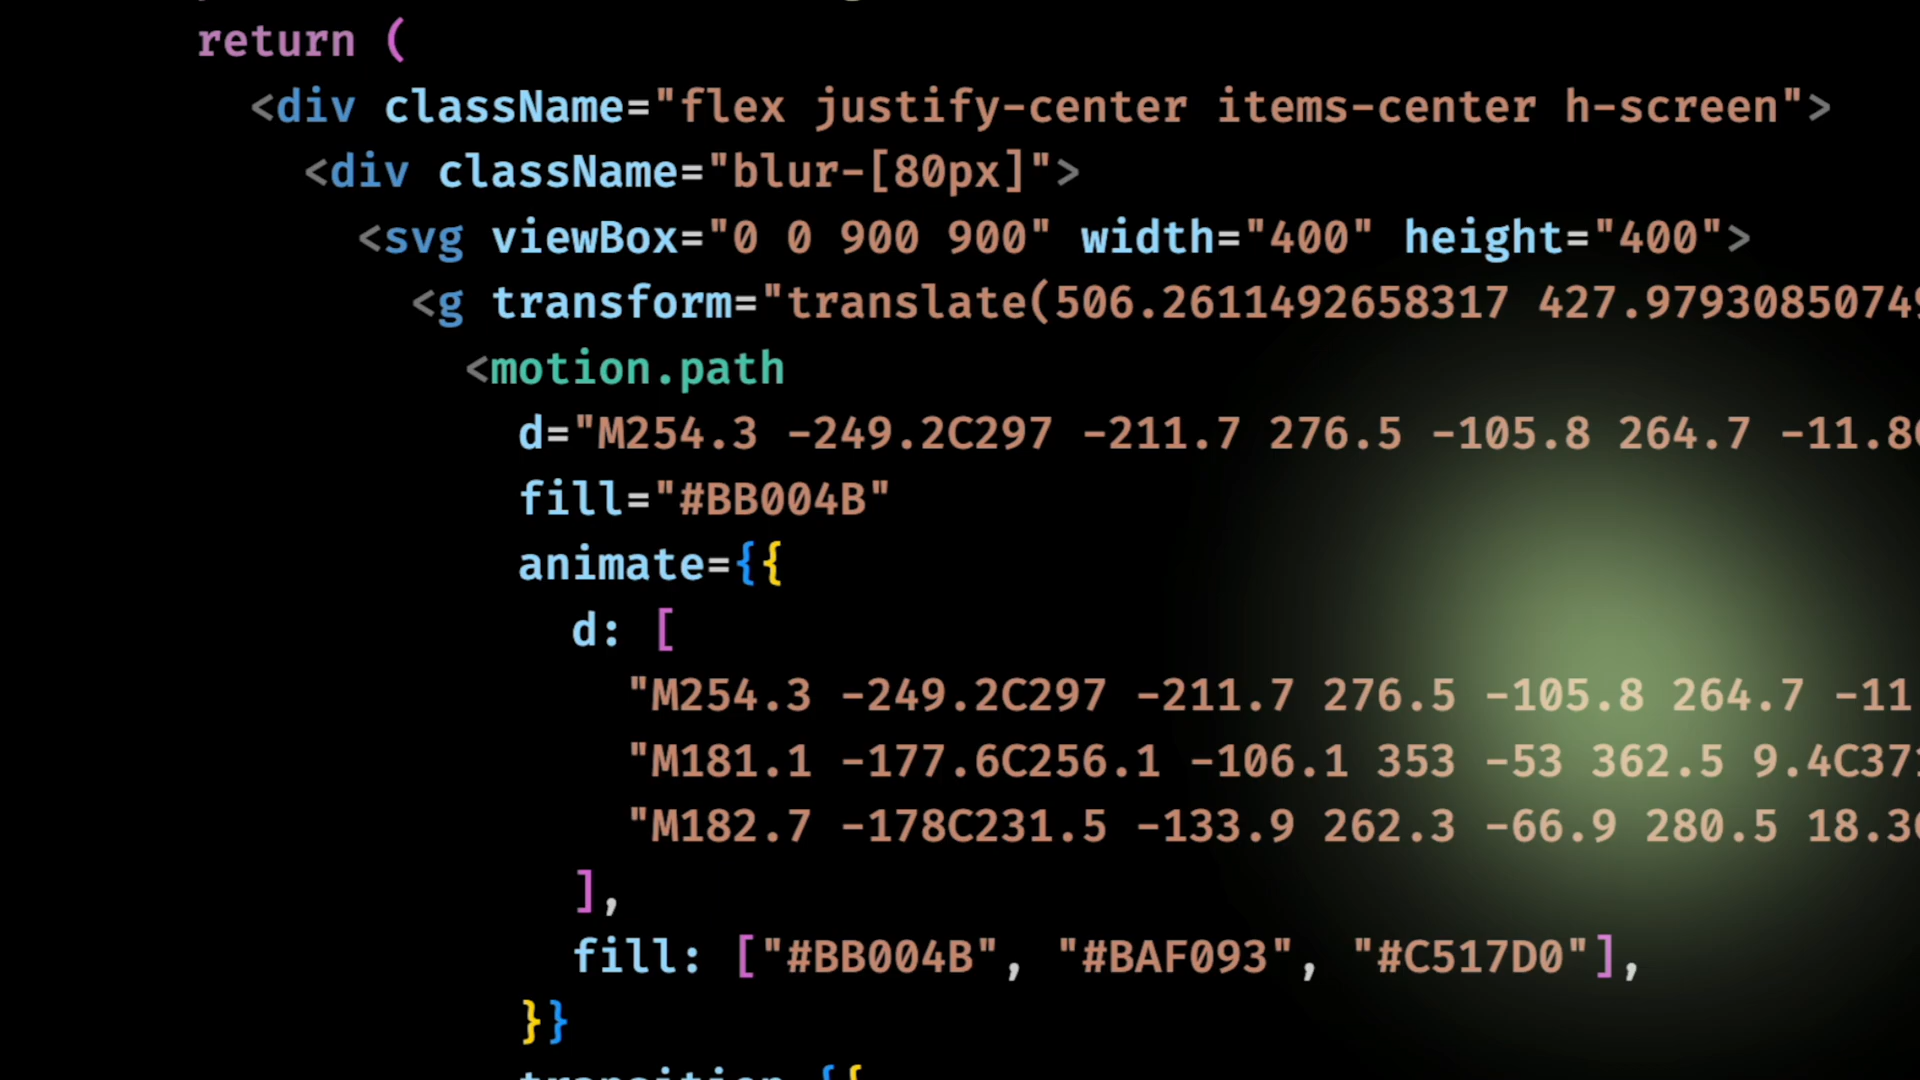 return (
<div className="flex justify-center items-center h-screen">
<div className="blur-[80px]">
<svg viewBox="0 0 900 900" width="400" height="400">
<g transform="translate(506.2611492658317 427.979308507
<motion.path
d="M254.3 -249.2C297 -211.7 276.5 -105.8 264.7 -11.8
fill="#BB004B"
animate={{
d: [
"M254.3 -249.2C297 -211.7 276.5 -105.8 264.7 -11
"M181.1 -177.6C256.1 -106.1 353 -53 362.5 9.4C37
"M182.7 -178C231.5 -133.9 262.3 -66.9 280.5 18.3
],
fill: ["#BB004B", "#BAF093", "#C517D0"],
}}